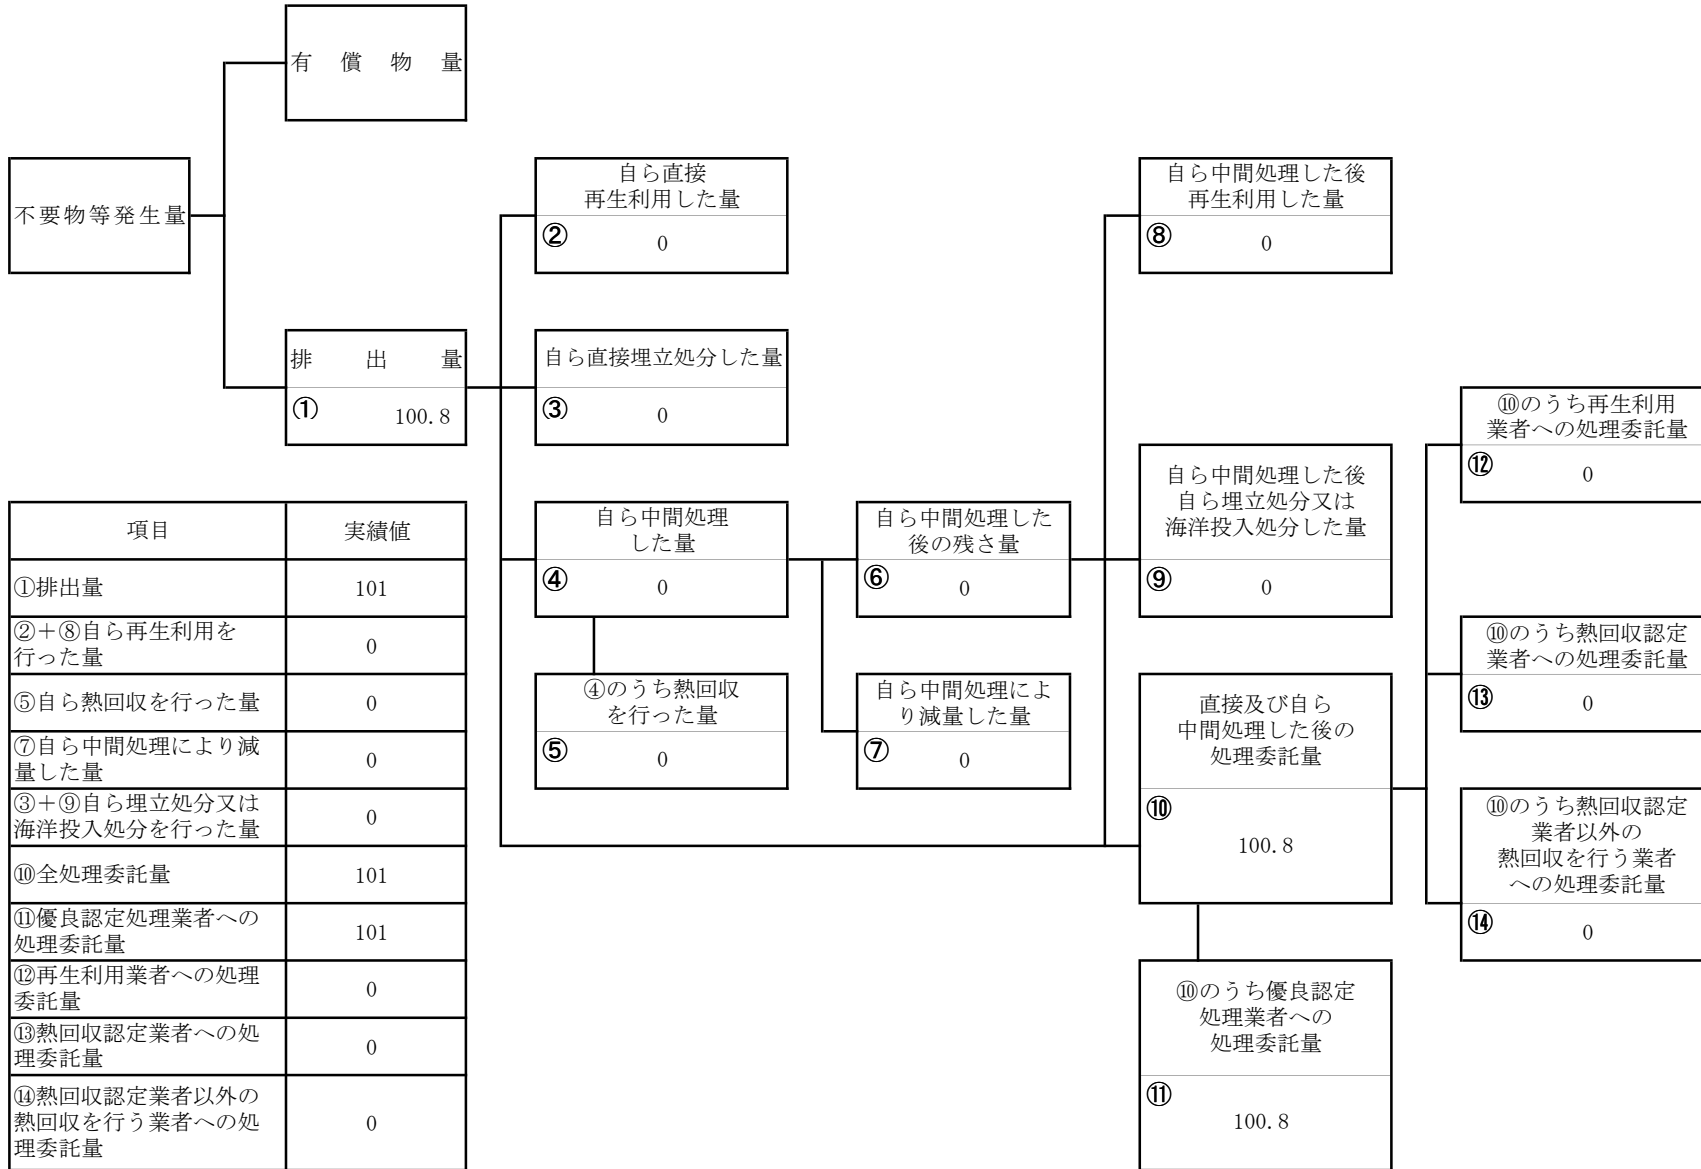 有償物量
不要物等発生量
排出量
① 100.8
自ら直接
再生利用した量
② 0
自ら直接埋立処分した量
③ 0
自ら中間処理
した量
④ 0
④のうち熱回収
を行った量
⑤ 0
自ら中間処理した
後の残さ量
⑥ 0
自ら中間処理によ
り減量した量
⑦ 0
自ら中間処理した後
再生利用した量
⑧ 0
自ら中間処理した後
自ら埋立処分又は
海洋投入処分した量
⑨ 0
直接及び自ら
中間処理した後の
処理委託量
⑩
100.8
⑩のうち優良認定
処理業者への
処理委託量
⑪
100.8
⑩のうち再生利用
業者への処理委託量
⑫ 0
⑩のうち熱回収認定
業者への処理委託量
⑬ 0
⑩のうち熱回収認定
業者以外の
熱回収を行う業者
への処理委託量
⑭ 0
項目 実績値
①排出量 101
②+⑧自ら再生利用を
行った量 0
⑤自ら熱回収を行った量 0
⑦自ら中間処理により減
量した量 0
③+⑨自ら埋立処分又は
海洋投入処分を行った量 0
⑩全処理委託量 101
⑪優良認定処理業者への
処理委託量 101
⑫再生利用業者への処理
委託量 0
⑬熱回収認定業者への処
理委託量 0
⑭熱回収認定業者以外の
熱回収を行う業者への処
理委託量 0